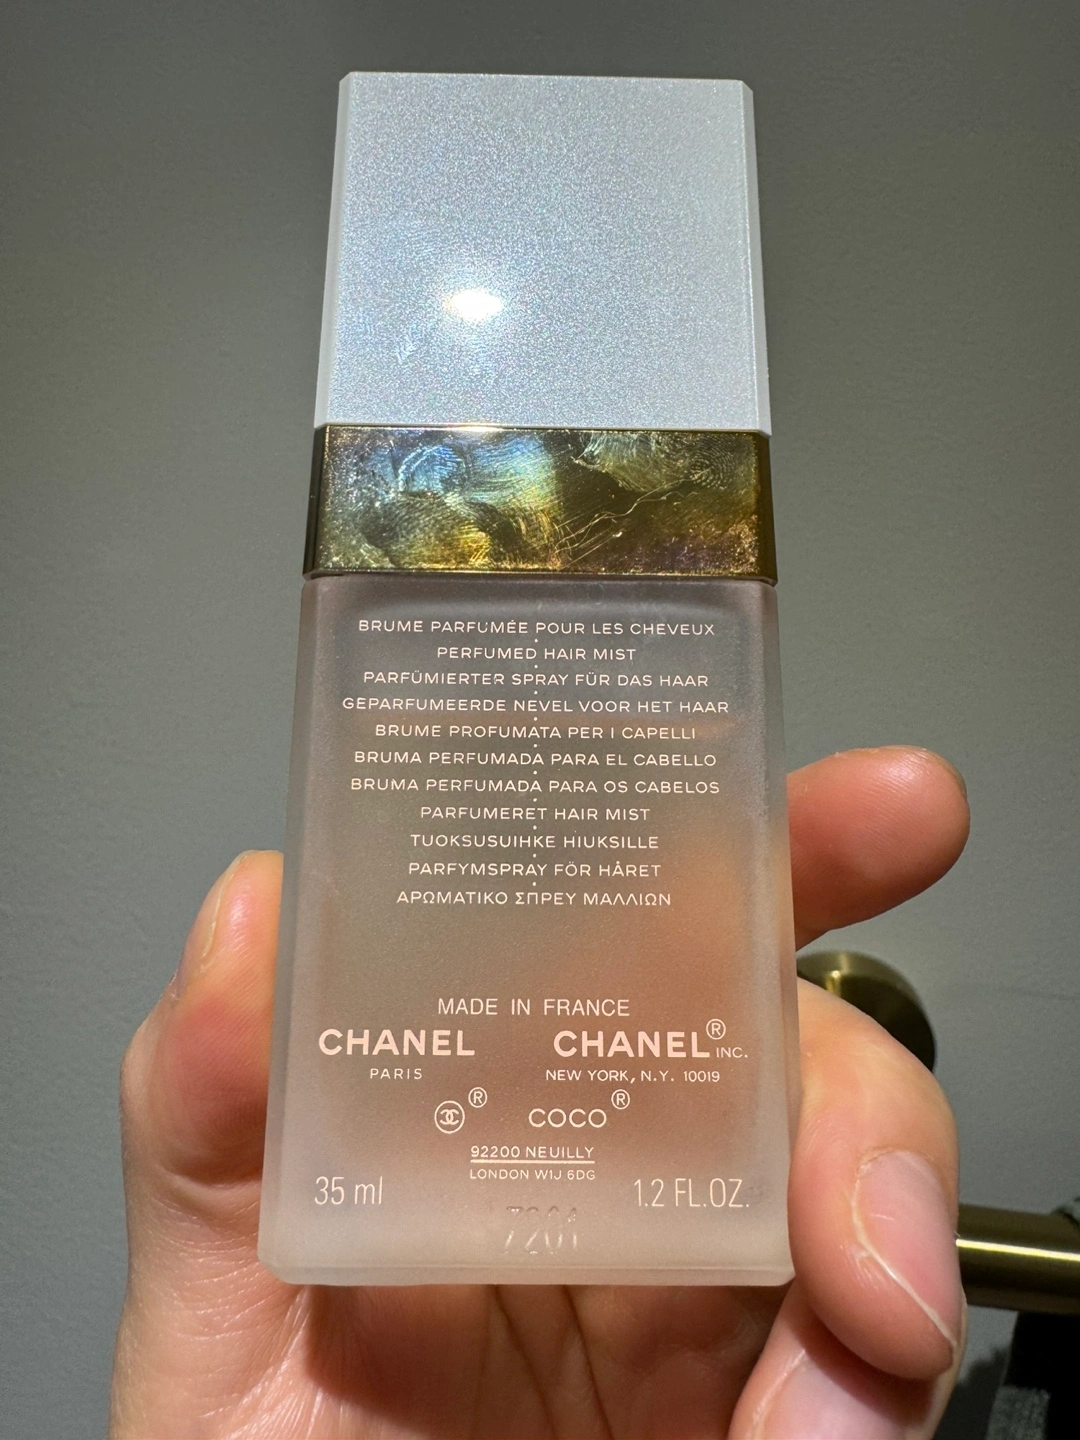 BRUME PARFUMÉE POUR LES CHEVEUX
PERFUMED HAIR MIST
PARFÜMIERTER SPRAY FÜR DAS HAAR
GEPARFUMEERDE NEVEL VOOR HET HAAR
BRUME PROFUMATA PER I CAPELLI
BRUMA PERFUMADA PARA EL CABELLO
BRUMA PERFUMADA PARA OS CABELOS
PARFUMERET HAIR MIST
TUOKSUSUIHKE HIUKSILLE
PARFYMSPRAY FÖR HÅRET
ΑΡΩΜΑΤΙΚΟ ΣΠΡΕΥ ΜΑΛΛΙΩΝ
MADE IN FRANCE
CHANEL CHANEL® INC.
PARIS NEW YORK, N.Y. 10019
® COCO®
92200 NEUILLY
LONDON W1J 6DG
35 ml 1.2 FL.OZ.
7201